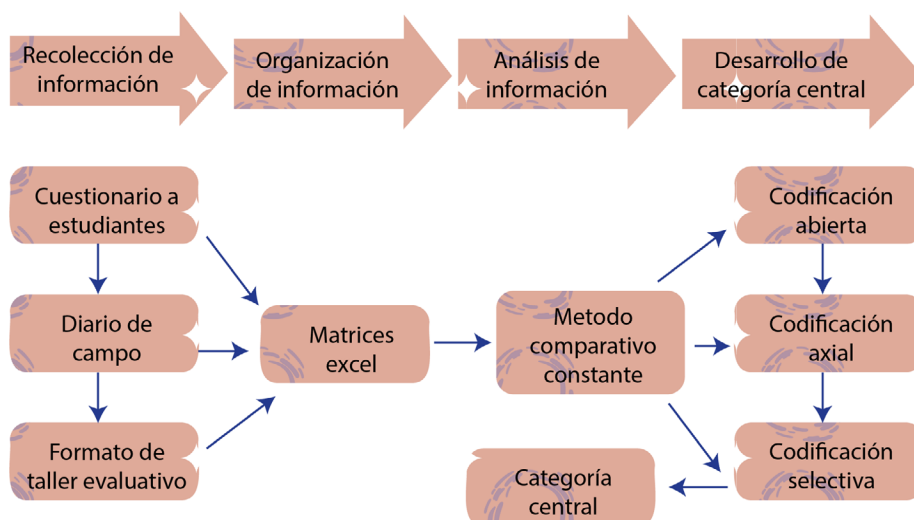 Recolección de
información
Organización
de información
Análisis de
información
Desarrollo de
categoría central
Cuestionario a
estudiantes
Diario de
campo
Formato de
taller evaluativo
Matrices
excel
Metodo
comparativo
constante
Codificación
abierta
Codificación
axial
Codificación
selectiva
Categoría
central